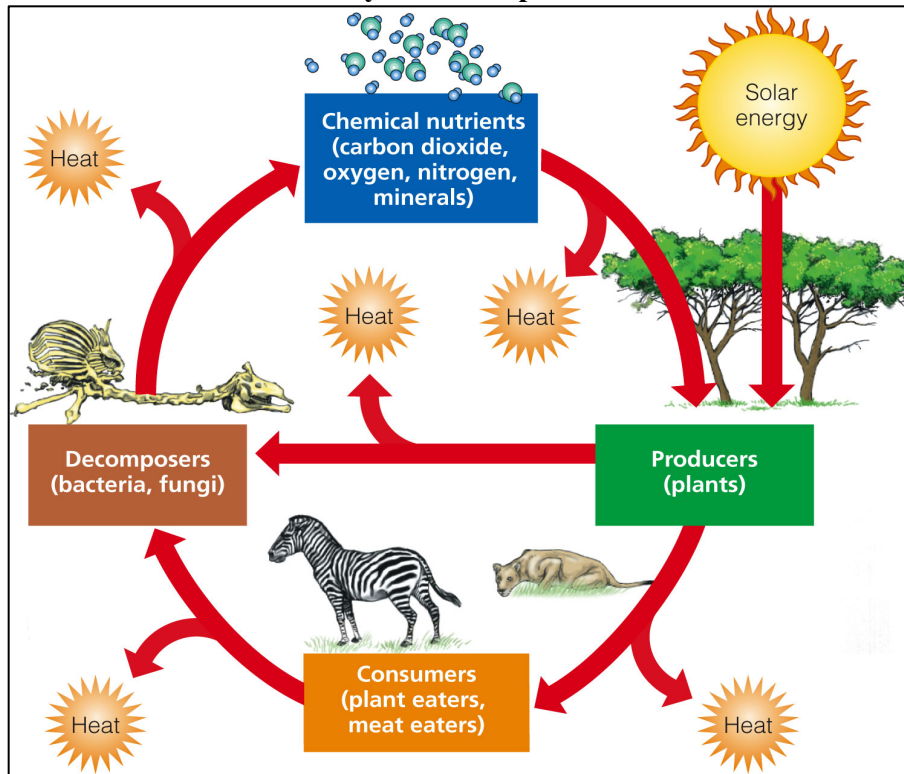 Chemical nutrients
(carbon dioxide,
oxygen, nitrogen,
minerals)
Solar
energy
Heat
Heat
Heat
Decomposers
(bacteria, fungi)
Producers
(plants)
Consumers
(plant eaters,
meat eaters)
Heat
Heat